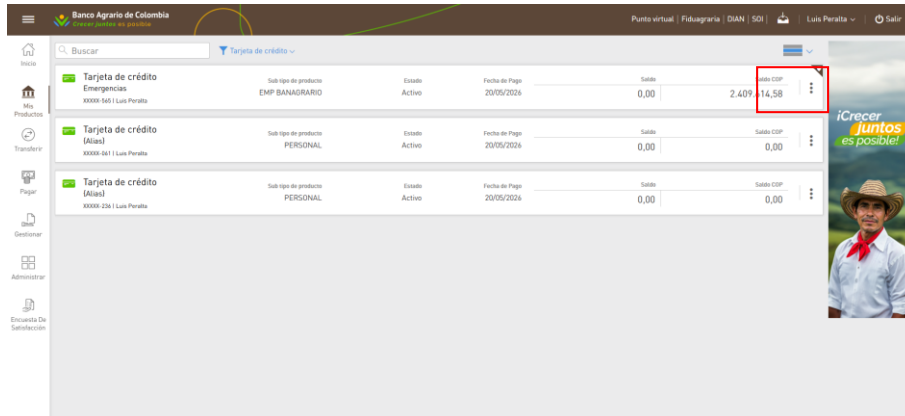 Banco Agrario de Colombia
Crecer juntos es posible
Punto virtual | Fiduagraria | DIAN | SOI | Luis Peralta Salir
Inicio
Mis Productos
Transferir
Pagar
Gestionar
Administrar
Encuesta De Satisfacción
Buscar
Tarjeta de crédito
Tarjeta de crédito
Emergencias
XXXXX-565 | Luis Peralta
Sub tipo de producto
EMP BANAGRARIO
Estado
Activo
Fecha de Pago
20/05/2026
Saldo
0,00
Saldo COP
2.409.614,58
Tarjeta de crédito
(Alias)
XXXXX-061 | Luis Peralta
Sub tipo de producto
PERSONAL
Estado
Activo
Fecha de Pago
20/05/2026
Saldo
0,00
Saldo COP
0,00
Tarjeta de crédito
(Alias)
XXXXX-236 | Luis Peralta
Sub tipo de producto
PERSONAL
Estado
Activo
Fecha de Pago
20/05/2026
Saldo
0,00
Saldo COP
0,00
¡Crecer
juntos
es posible!